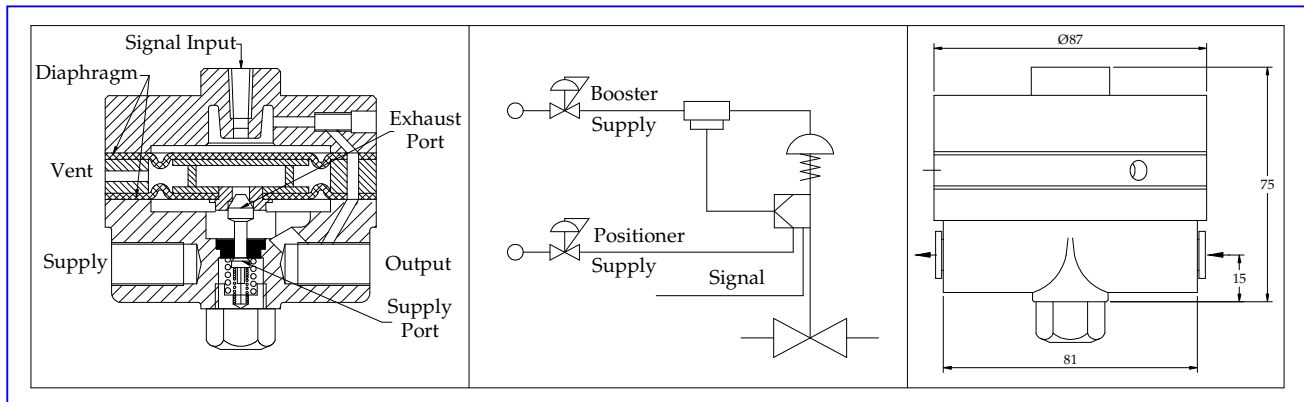 Signal Input
Diaphragm
Exhaust
Port
Vent
Supply
Output
Supply
Port
Booster
Supply
Positioner
Supply
Signal
Ø87
75
15
81